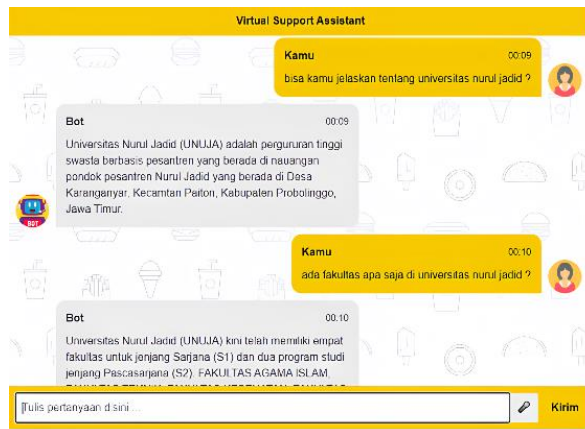 Virtual Support Assistant
Kamu 00:09
bisa kamu jelaskan tentang universitas nurul jadid ?
Bot 00:09
Universitas Nurul Jadid (UNUJA) adalah pergururan tinggi
swasta berbasis pesantren yang berada di nauangan
pondok pesantren Nurul Jadid yang berada di Desa
Karanganyar, Kecamtan Paiton, Kabupaten Probolinggo,
Jawa Timur.
BOT
Kamu 00:10
ada fakultas apa saja di universitas nurul jadid ?
Bot 00:10
Universitas Nurul Jadid (UNUJA) kini telah memiliki empat
fakultas untuk jenjang Sarjana (S1) dan dua program studi
jenjang Pascasarjana (S2). FAKULTAS AGAMA ISLAM,
Tulis pertanyaan disini ...
Kirim